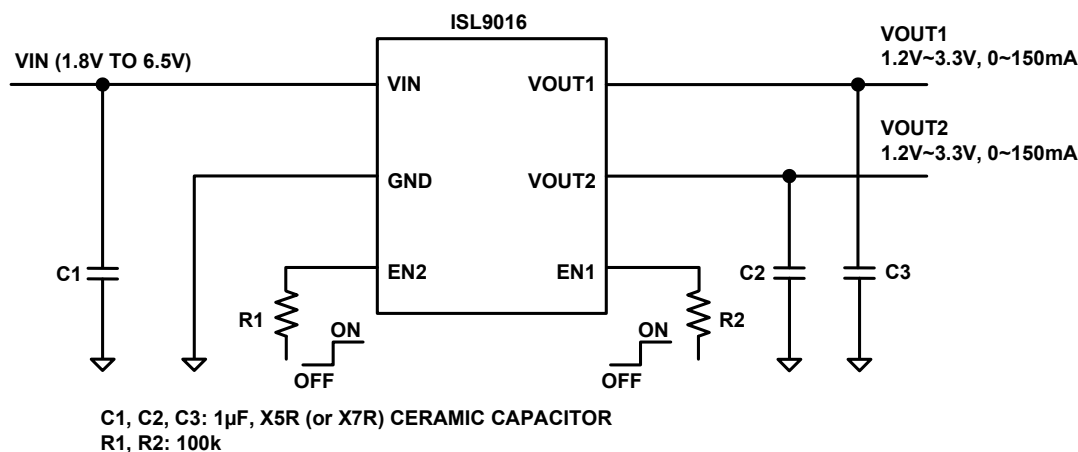 ISL9016
VIN (1.8V TO 6.5V)
VOUT1
1.2V~3.3V, 0~150mA
VIN
VOUT1
VOUT2
1.2V~3.3V, 0~150mA
GND
VOUT2
EN2
EN1
C1
C2
C3
R1
R2
ON
OFF
ON
OFF
C1, C2, C3: 1µF, X5R (or X7R) CERAMIC CAPACITOR
R1, R2: 100k